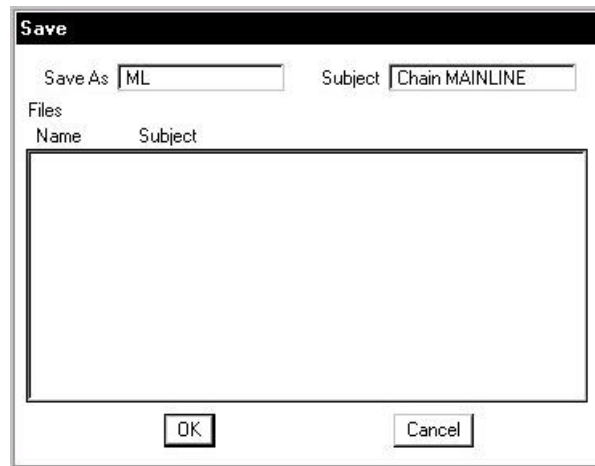 Save
Save As ML Subject Chain MAINLINE
Files
Name Subject
OK Cancel